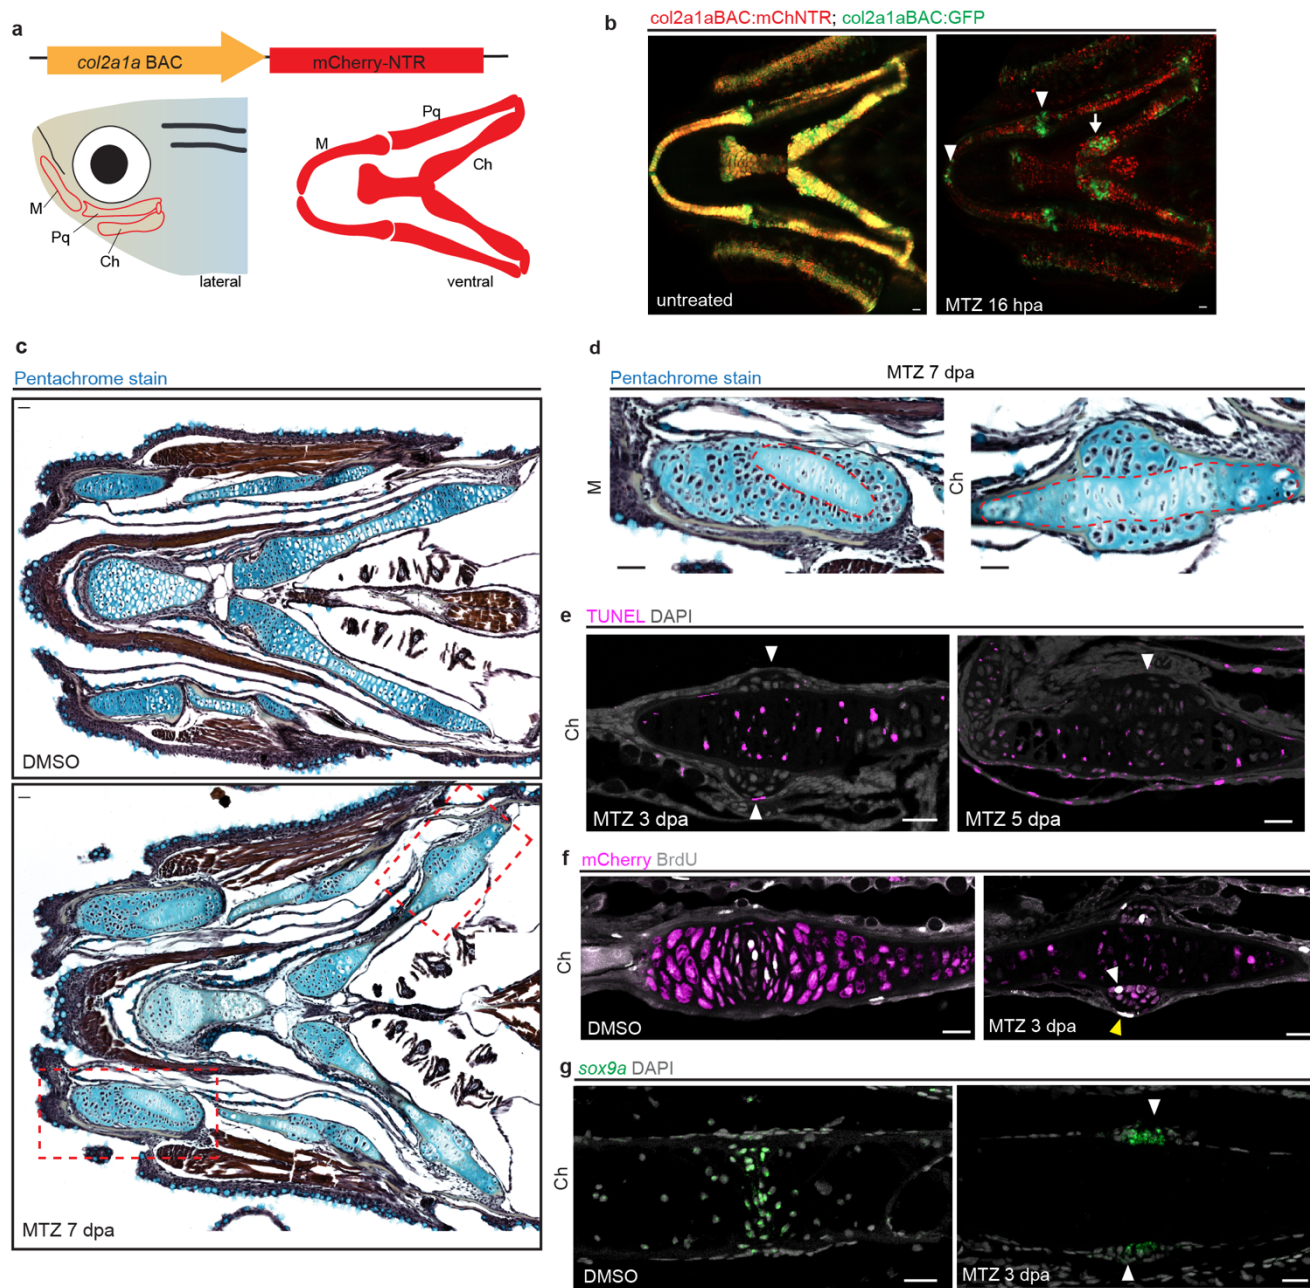 a
col2a1a BAC
mCherry-NTR
M
Pq
Ch
lateral
M
Pq
Ch
ventral
b
col2a1aBAC:mChNTR; col2a1aBAC:GFP
untreated
MTZ 16 hpa
c
Pentachrome stain
DMSO
MTZ 7 dpa
d
Pentachrome stain
MTZ 7 dpa
M
Ch
e
TUNEL DAPI
Ch
MTZ 3 dpa
MTZ 5 dpa
f
mCherry BrdU
Ch
DMSO
MTZ 3 dpa
g
sox9a DAPI
Ch
DMSO
MTZ 3 dpa